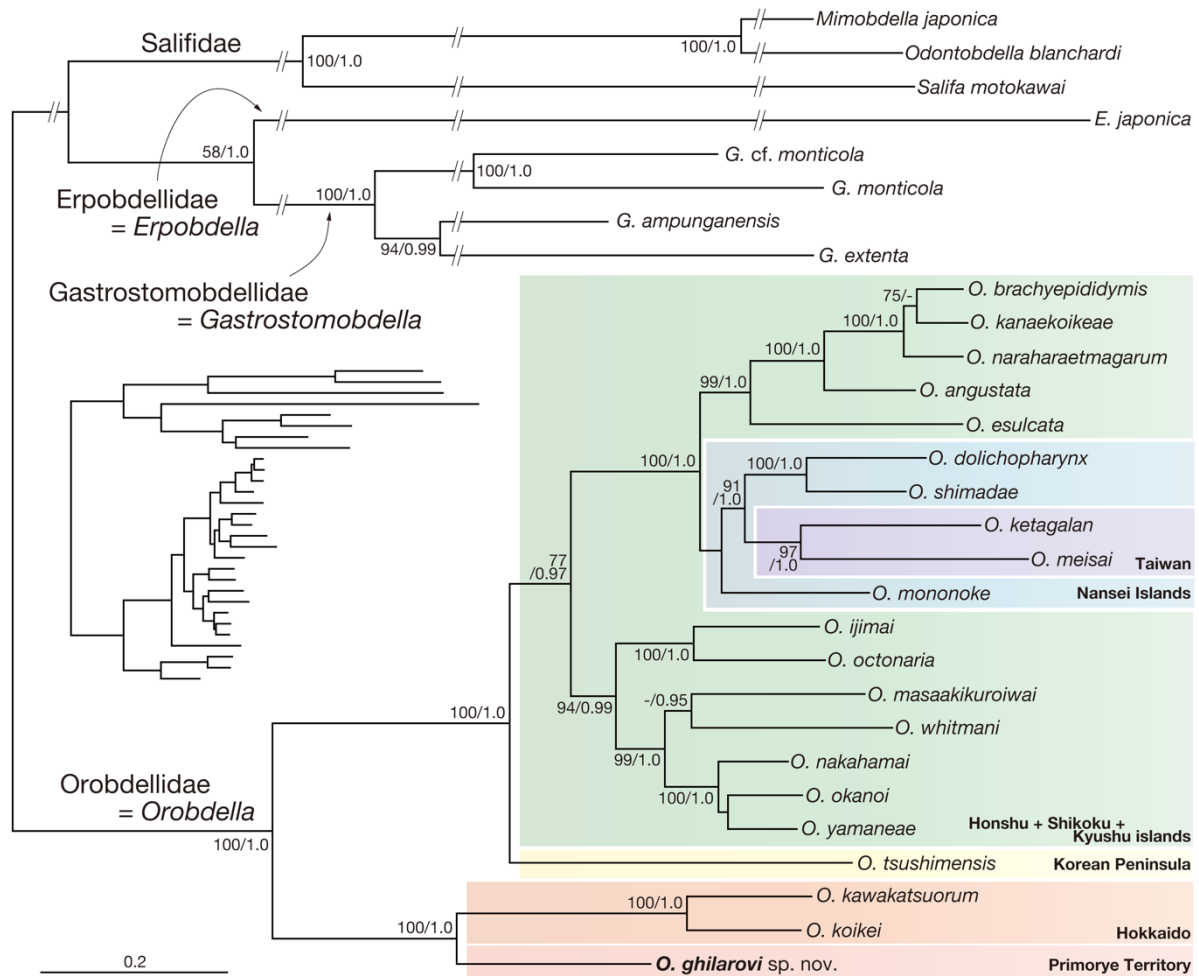 Salifidae
100/1.0
100/1.0
Mimobdella japonica
Odontobdella blanchardi
Salifa motokawai
E. japonica
58/1.0
Erpobdellidae
= Erpobdella
100/1.0
100/1.0
G. cf. monticola
G. monticola
G. ampunganensis
94/0.99
G. extenta
Gastrostomobdellidae
= Gastrostomobdella
75/-
O. brachyepididymis
100/1.0
O. kanaekoikeae
100/1.0
O. naraharaetmagarum
99/1.0
O. angustata
O. esulcata
100/1.0
100/1.0
O. dolichopharynx
91
/1.0
O. shimadae
O. ketagalan
97
/1.0
O. meisai
Taiwan
O. mononoke
Nansei Islands
77
/0.97
O. ijimai
100/1.0
O. octonaria
94/0.99
-/0.95
O. masaakikuroiwai
O. whitmani
99/1.0
O. nakahamai
100/1.0
O. okanoi
O. yamaneae
Honshu + Shikoku +
Kyushu islands
100/1.0
O. tsushimensis
Korean Peninsula
Orobdellidae
= Orobdella
100/1.0
100/1.0
O. kawakatsuorum
O. koikei
Hokkaido
100/1.0
O. ghilarovi sp. nov.
Primorye Territory
0.2